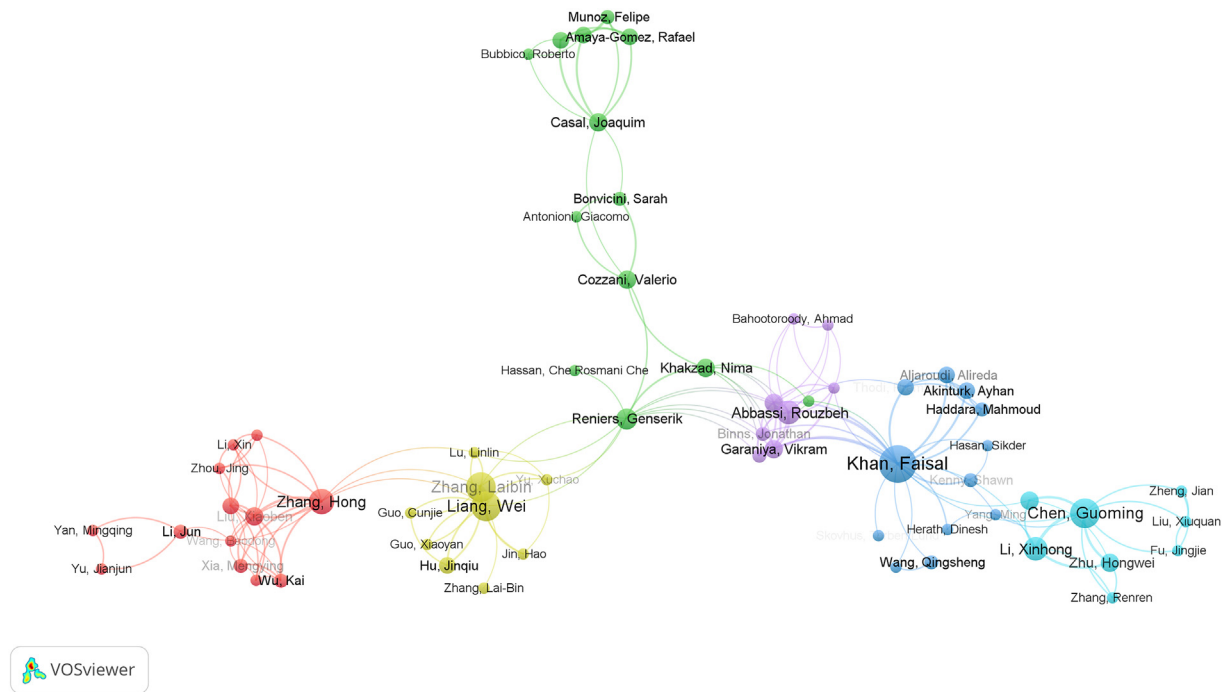 Munoz, Felipe
Amaya-Gomez, Rafael
Bubbico, Roberto
Casal, Joaquim
Bonvicini, Sarah
Antonioni, Giacomo
Cozzani, Valerio
Bahootoroody, Ahmad
Hassan, Che Rosmani Che
Khakzad, Nima
Aljaroudi, Alireda
Thodi,
Akinturk, Ayhan
Haddara, Mahmoud
Reniers, Genserik
Abbassi, Rouzbeh
Binns, Jonathan
Garaniya, Vikram
Khan, Faisal
Hasan, Sikder
Kenny, Shawn
Li, Xin
Zhou, Jing
Zhang, Hong
Liu, Xiaoben
Lu, Linlin
Yu, Xuchao
Zhang, Laibin
Liang, Wei
Guo, Cunjie
Zheng, Jian
Yang, Ming
Chen, Guoming
Liu, Xiuquan
Yan, Mingqing
Li, Jun
Wang, Baodong
Guo, Xiaoyan
Jin, Hao
Herath, Dinesh
Li, Xinhong
Fu, Jingjie
Yu, Jianjun
Xia, Mengying
Wu, Kai
Hu, Jinqiu
Zhang, Lai-Bin
Wang, Qingsheng
Zhu, Hongwei
Zhang, Renren
VOSviewer